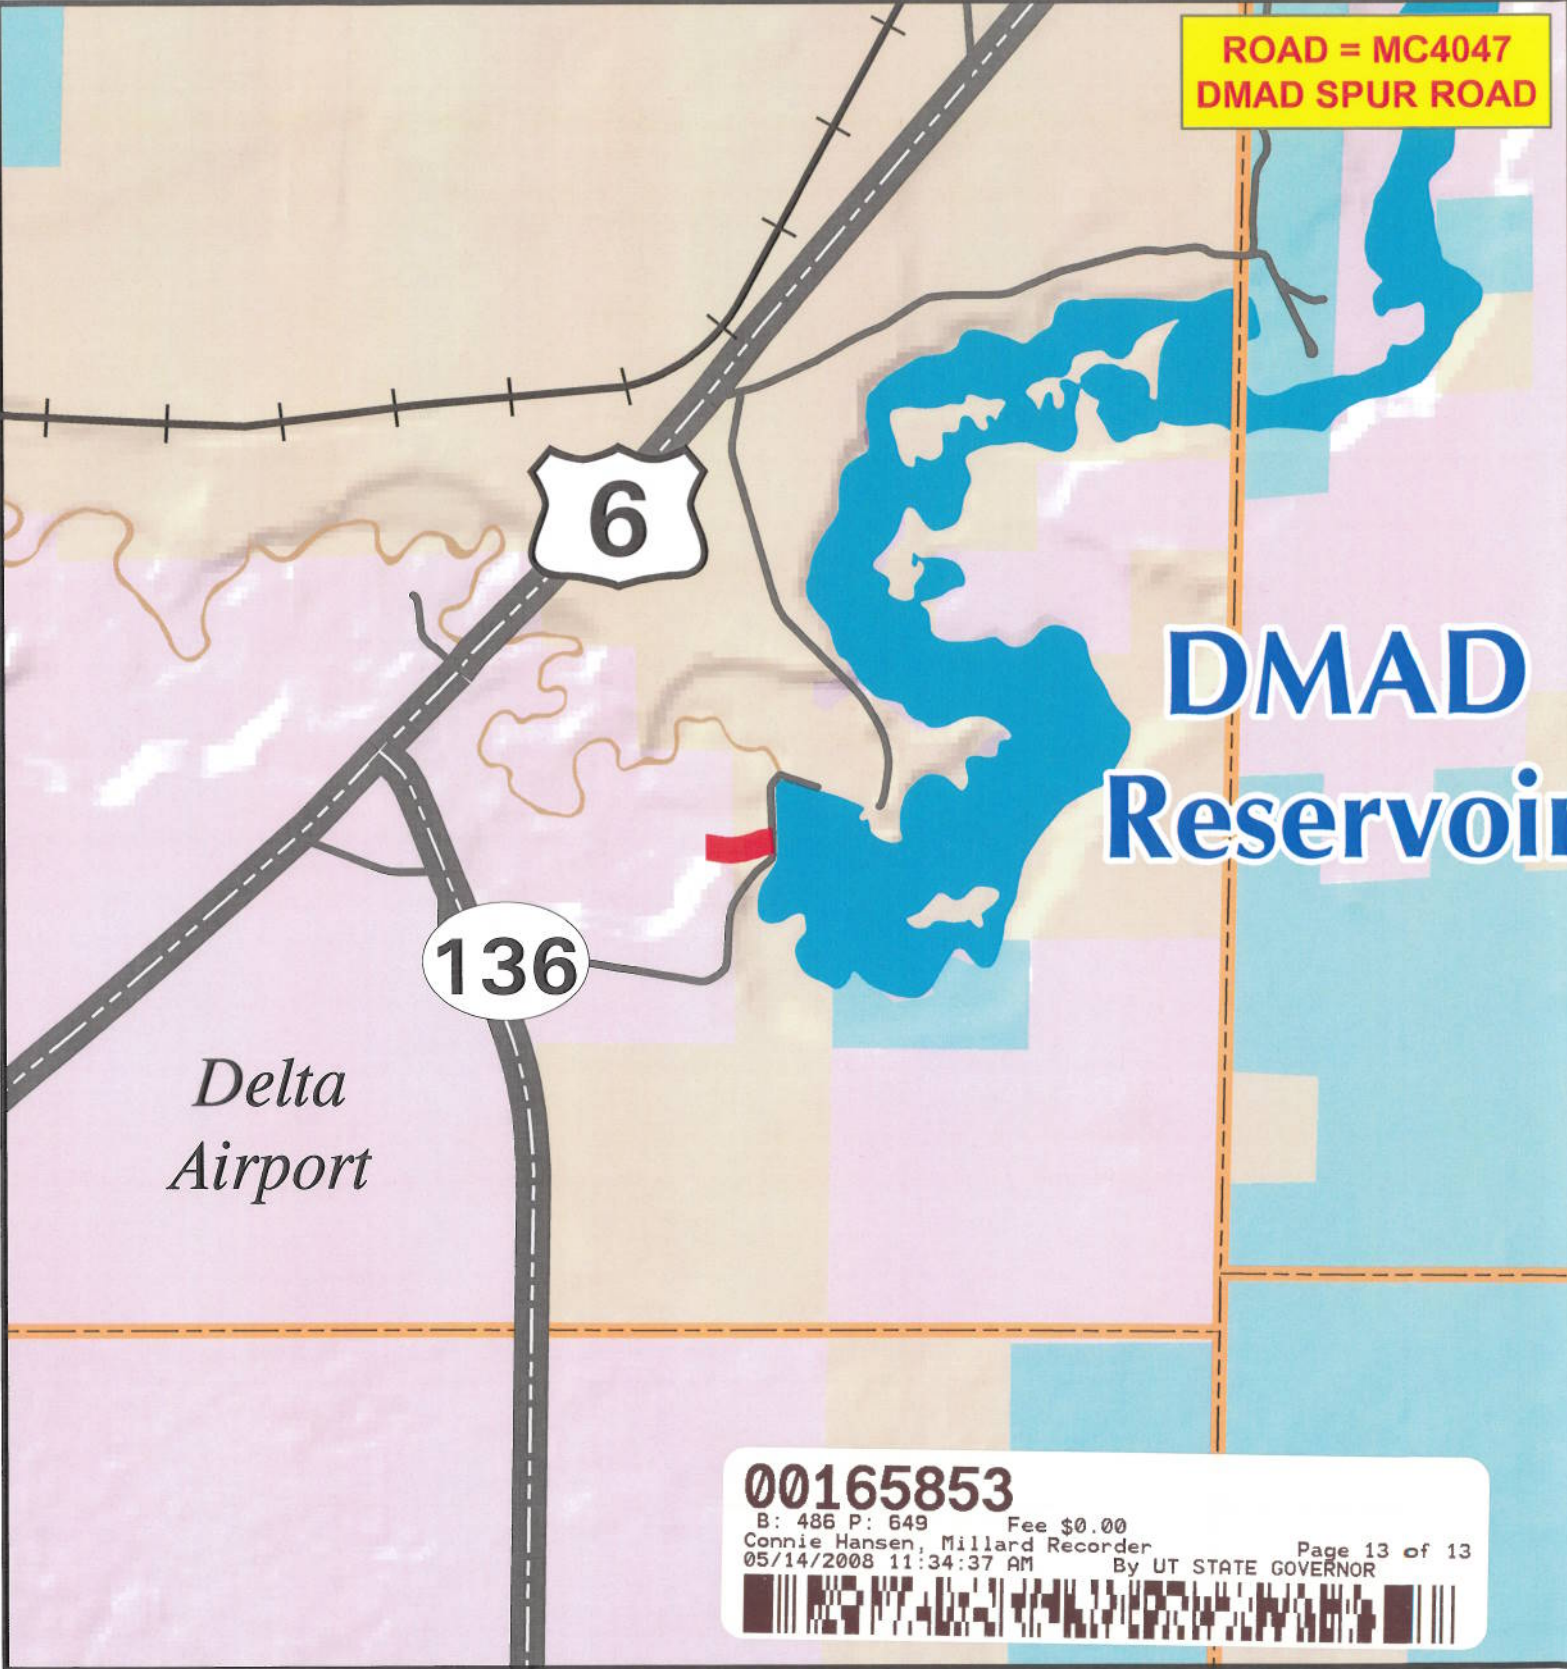 ROAD = MC4047
DMAD SPUR ROAD
6
DMAD
Reservoir
136
Delta
Airport
00165853
B: 486 P: 649 Fee $0.00
Connie Hansen, Millard Recorder Page 13 of 13
05/14/2008 11:34:37 AM By UT STATE GOVERNOR